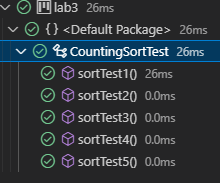 lab3 26ms
{ } <Default Package> 26ms
CountingSortTest 26ms
sortTest1() 26ms
sortTest2() 0.0ms
sortTest3() 0.0ms
sortTest4() 0.0ms
sortTest5() 0.0ms